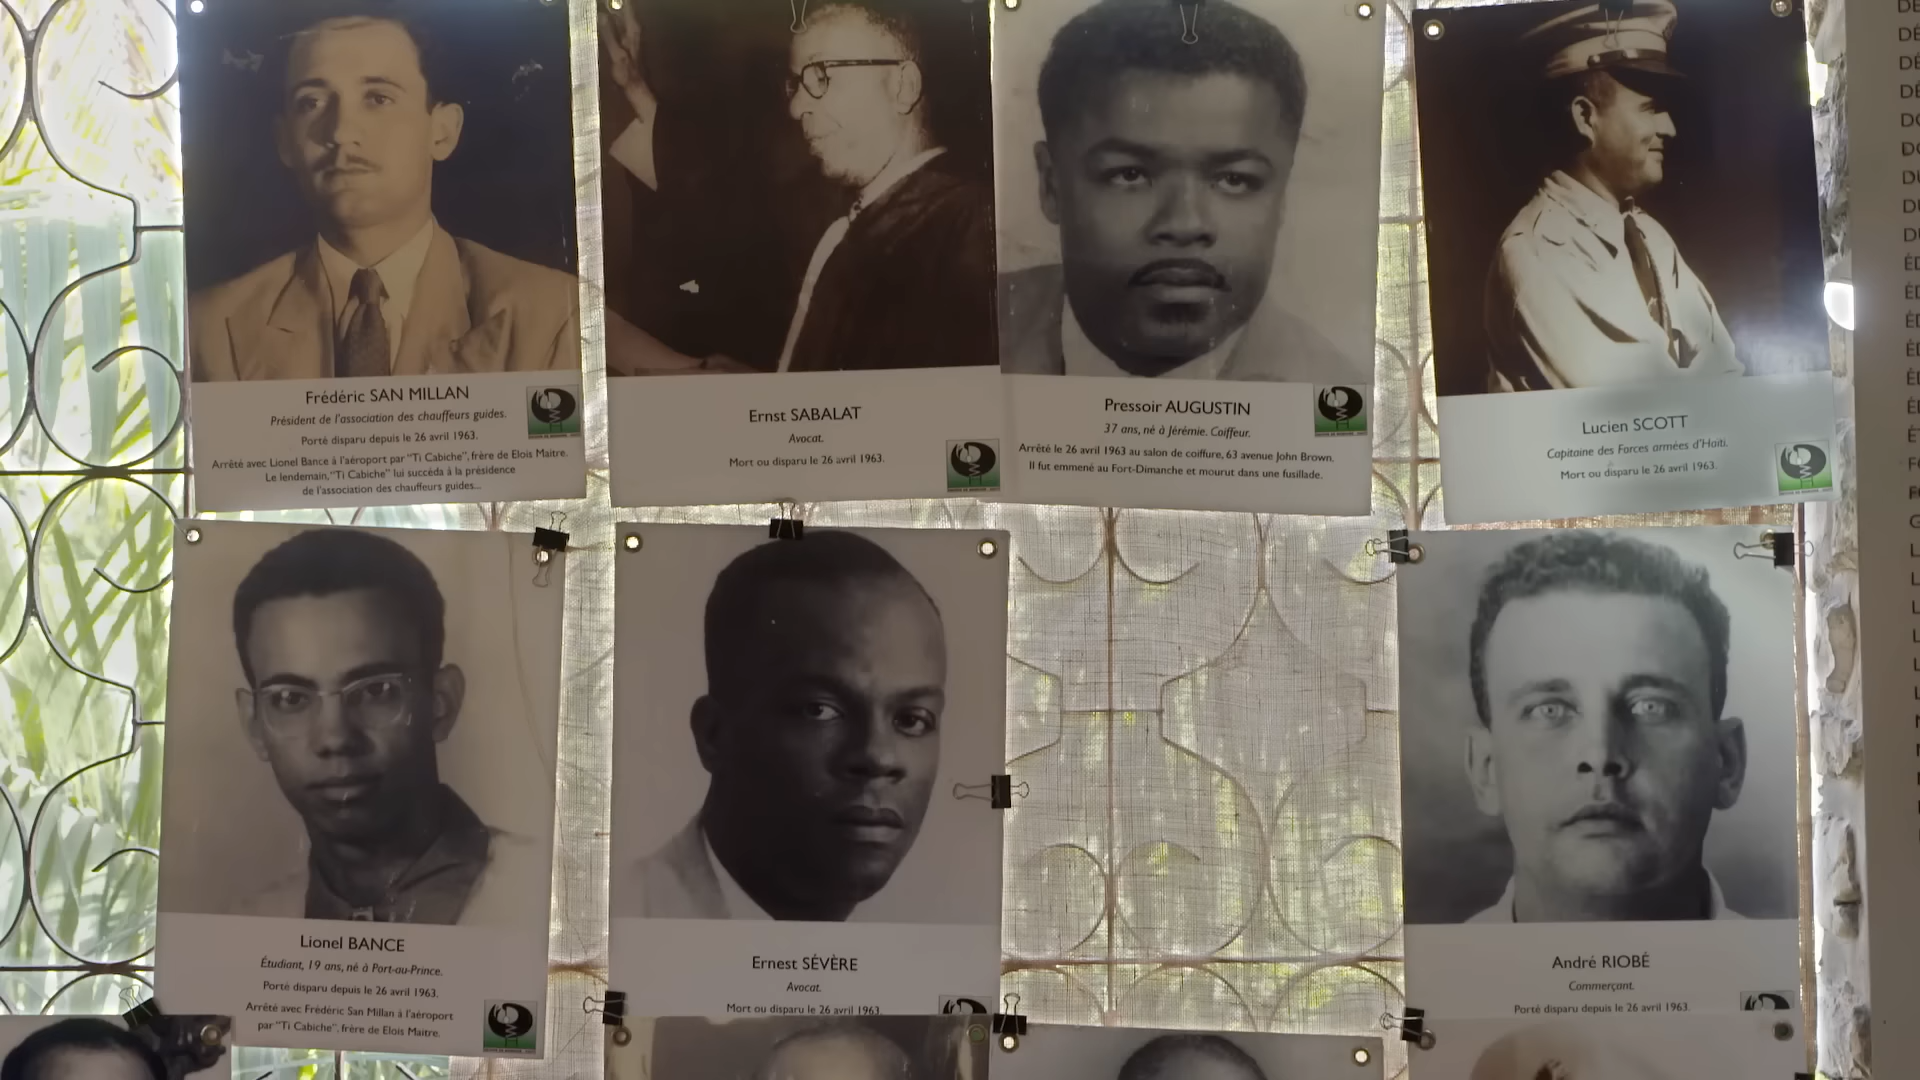 Frédéric SAN MILLAN
Président de l'association des chauffeurs guides.
Porté disparu depuis le 26 avril 1963.
Arrêté avec Lionel Bance à l'aéroport par "Ti Cabiche", frère de Elois Maitre.
Le lendemain, "Ti Cabiche" lui succéda à la présidence
de l'association des chauffeurs guides...
Ernst SABALAT
Avocat.
Mort ou disparu le 26 avril 1963.
Pressoir AUGUSTIN
37 ans, né à Jérémie. Coiffeur.
Arrêté le 26 avril 1963 au salon de coiffure, 63 avenue John Brown.
Il fut emmené au Fort-Dimanche et mourut dans une fusillade.
Lucien SCOTT
Capitaine des Forces armées d'Haïti.
Mort ou disparu le 26 avril 1963.
Lionel BANCE
Étudiant, 19 ans, né à Port-au-Prince.
Porté disparu depuis le 26 avril 1963.
Arrêté avec Frédéric San Millan à l'aéroport
par "Ti Cabiche", frère de Elois Maitre.
Ernest SÉVÈRE
Avocat.
Mort ou disparu le 26 avril 1963.
André RIOBÉ
Commerçant.
Porté disparu depuis le 26 avril 1963.